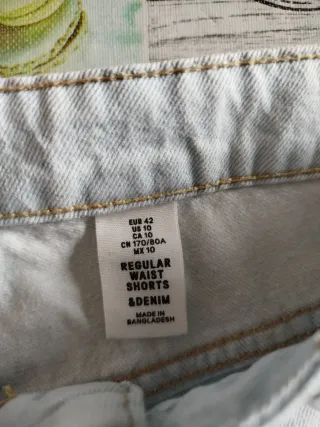 EUR 42
US 10
CA 10
CN 170/80A
MX 10
REGULAR
WAIST
SHORTS
&DENIM
MADE IN
BANGLADESH